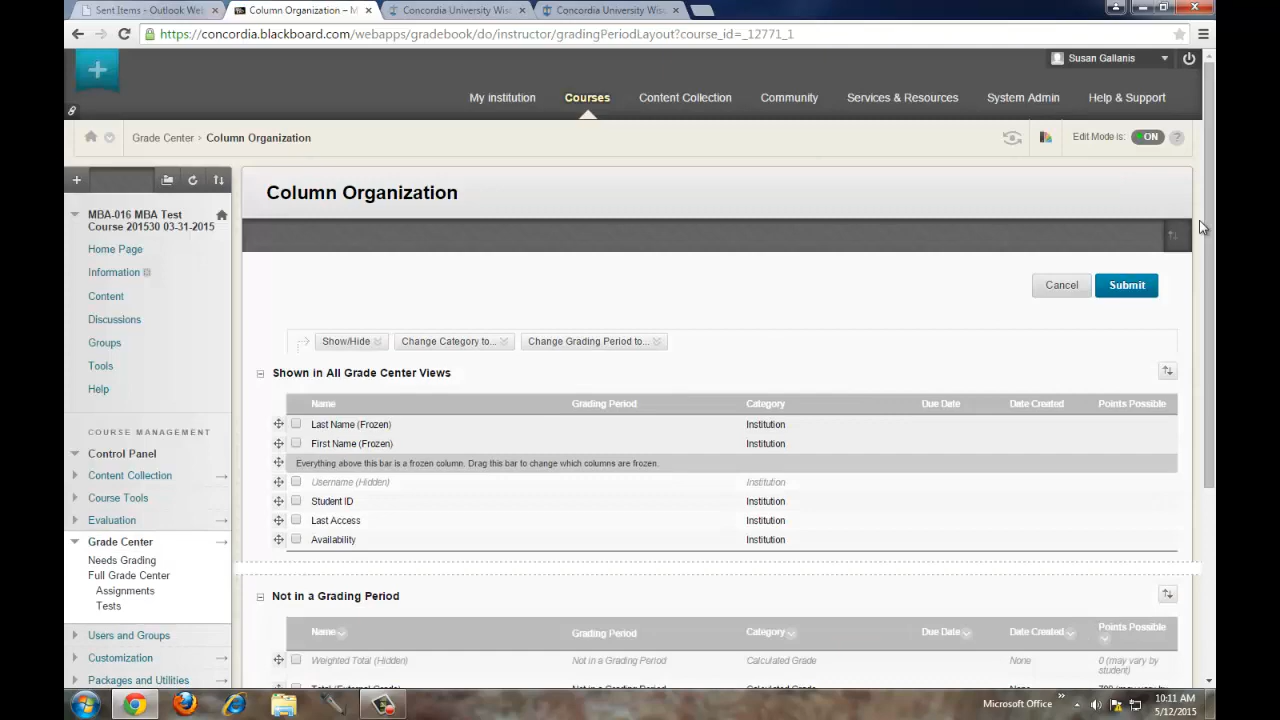 Sent Items - Outlook Web
Column Organization – M
Concordia University Wisc
Concordia University Wisc
https://concordia.blackboard.com/webapps/gradebook/do/instructor/gradingPeriodLayout?course_id=_12771_1
Susan Gallanis
My institution
Courses
Content Collection
Community
Services & Resources
System Admin
Help & Support
Grade Center > Column Organization
Edit Mode is: ON ?
Column Organization
MBA-016 MBA Test
Course 201530 03-31-2015
Home Page
Information
Content
Discussions
Groups
Tools
Help
COURSE MANAGEMENT
Control Panel
Content Collection
Course Tools
Evaluation
Grade Center
Needs Grading
Full Grade Center
Assignments
Tests
Users and Groups
Customization
Packages and Utilities
Cancel Submit
Show/Hide Change Category to... Change Grading Period to...
Shown in All Grade Center Views
Name Grading Period Category Due Date Date Created Points Possible
Last Name (Frozen) Institution
First Name (Frozen) Institution
Everything above this bar is a frozen column. Drag this bar to change which columns are frozen.
Username (Hidden) Institution
Student ID Institution
Last Access Institution
Availability Institution
Not in a Grading Period
Name Grading Period Category Due Date Date Created Points Possible
Weighted Total (Hidden) Not in a Grading Period Calculated Grade None 0 (may vary by
student)
Total (External Grade) Not in a Grading Period Calculated Grade None 700 (may vary
Microsoft Office
10:11 AM
5/12/2015